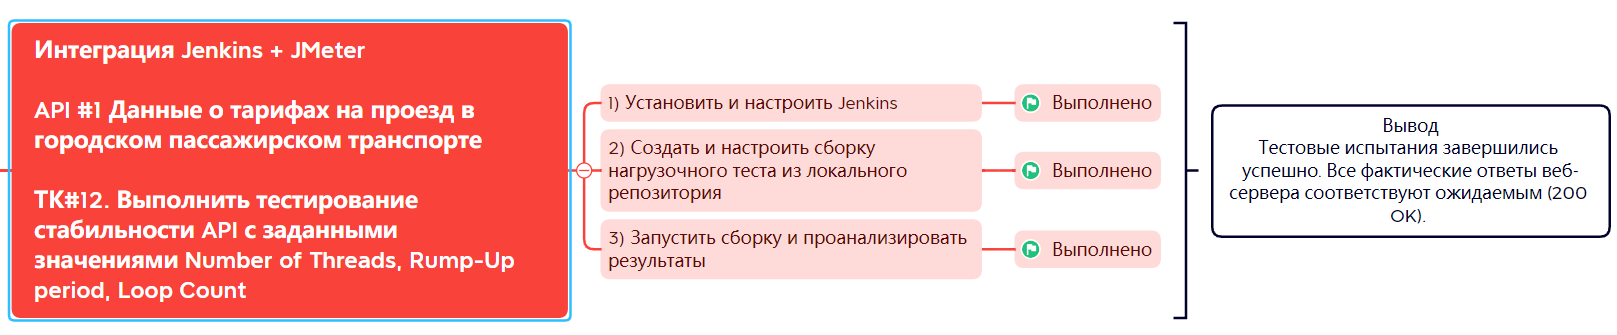 Интеграция Jenkins + JMeter
API #1 Данные о тарифах на проезд в
городском пассажирском транспорте
ТК#12. Выполнить тестирование
стабильности API с заданными
значениями Number of Threads, Rump-Up
period, Loop Count
1) Установить и настроить Jenkins
Выполнено
2) Создать и настроить сборку
нагрузочного теста из локального
репозитория
Выполнено
3) Запустить сборку и проанализировать
результаты
Выполнено
Вывод
Тестовые испытания завершились
успешно. Все фактические ответы веб-
сервера соответствуют ожидаемым (200
OK).